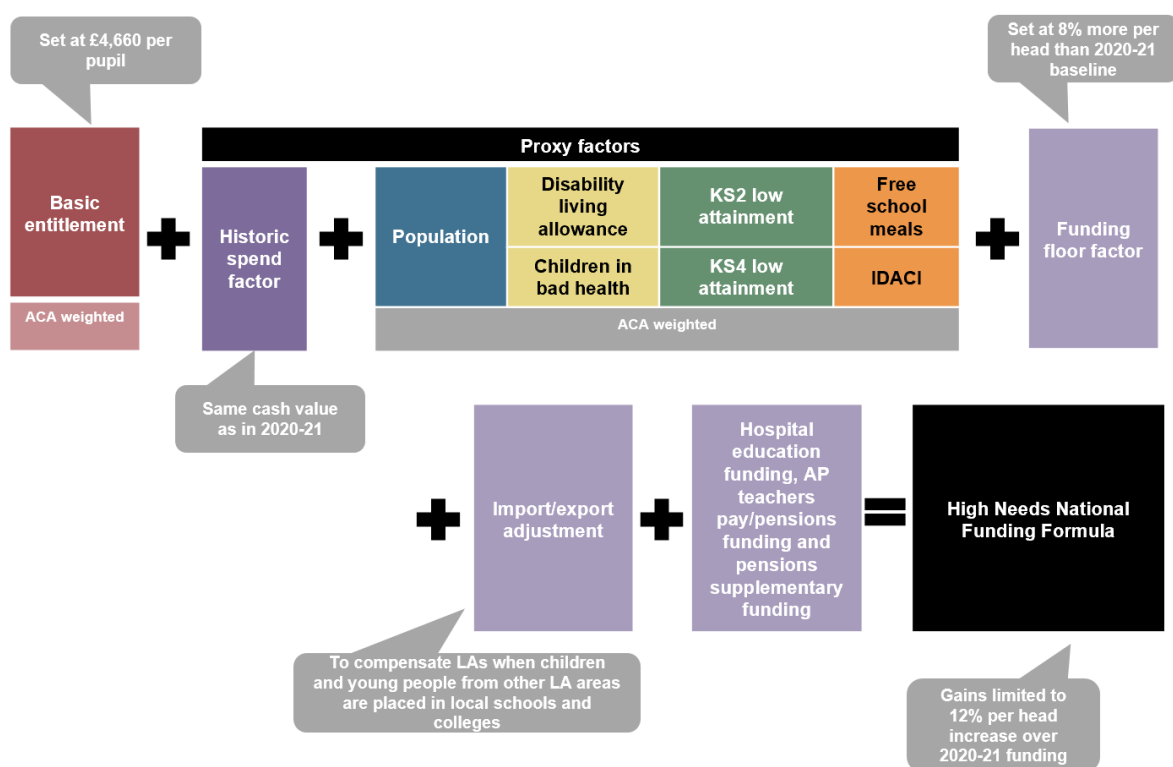 Set at £4,660 per
pupil
Set at 8% more per
head than 2020-21
baseline
Basic
entitlement
ACA weighted
Proxy factors
Historic
spend
factor
Population
Disability
living
allowance
Children in
bad health
KS2 low
attainment
KS4 low
attainment
Free
school
meals
IDACI
ACA weighted
Funding
floor factor
Same cash value
as in 2020-21
Import/export
adjustment
Hospital
education
funding, AP
teachers
pay/pensions
funding and
pensions
supplementary
funding
High Needs National
Funding Formula
To compensate LAs when children
and young people from other LA areas
are placed in local schools and
colleges
Gains limited to
12% per head
increase over
2020-21 funding